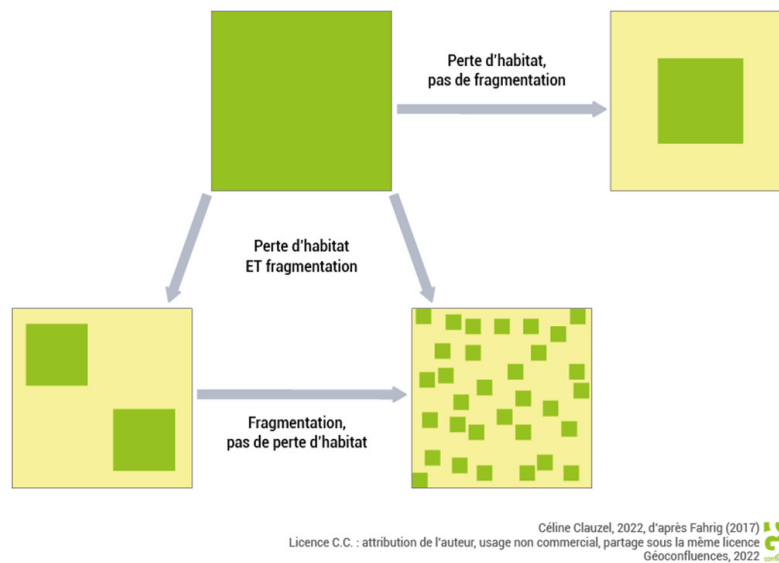 Perte d'habitat,
pas de fragmentation
Perte d'habitat
ET fragmentation
Fragmentation,
pas de perte d'habitat
Céline Clauzel, 2022, d'après Fahrig (2017)
Licence C.C. : attribution de l'auteur, usage non commercial, partage sous la même licence
Géoconfluences, 2022